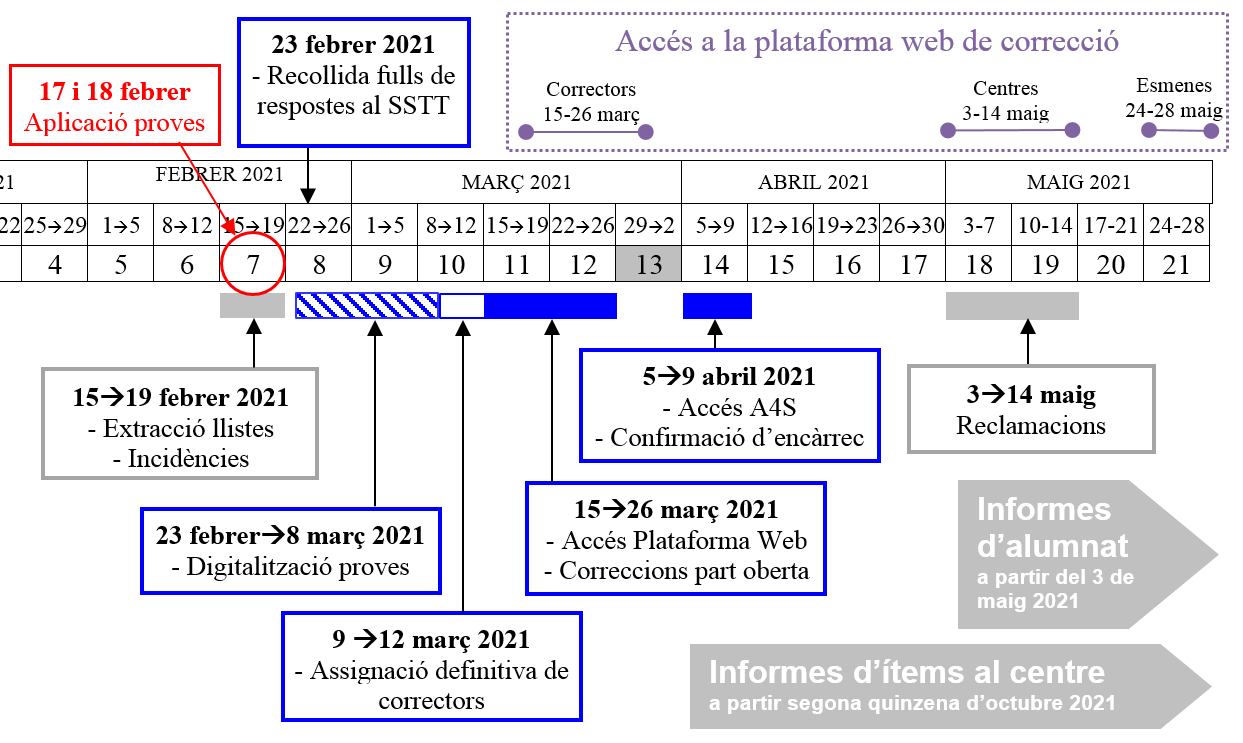 23 febrer 2021
- Recollida fulls de
respostes al SSTT
17 i 18 febrer
Aplicació proves
Accés a la plataforma web de correcció
Correctors
15-26 març
Centres
3-14 maig
Esmenes
24-28 maig
21 FEBRER 2021 MARÇ 2021 ABRIL 2021 MAIG 2021
22 25→29 1→5 8→12 15→19 22→26 1→5 8→12 15→19 22→26 29→2 5→9 12→16 19→23 26→30 3-7 10-14 17-21 24-28
4 5 6 7 8 9 10 11 12 13 14 15 16 17 18 19 20 21
15→19 febrer 2021
- Extracció llistes
- Incidències
5→9 abril 2021
- Accés A4S
- Confirmació d’encàrrec
3→14 maig
Reclamacions
23 febrer→8 març 2021
- Digitalització proves
15→26 març 2021
- Accés Plataforma Web
- Correccions part oberta
9 →12 març 2021
- Assignació definitiva de
correctors
Informes
d’alumnat
a partir del 3 de
maig 2021
Informes d’ítems al centre
a partir segona quinzena d’octubre 2021